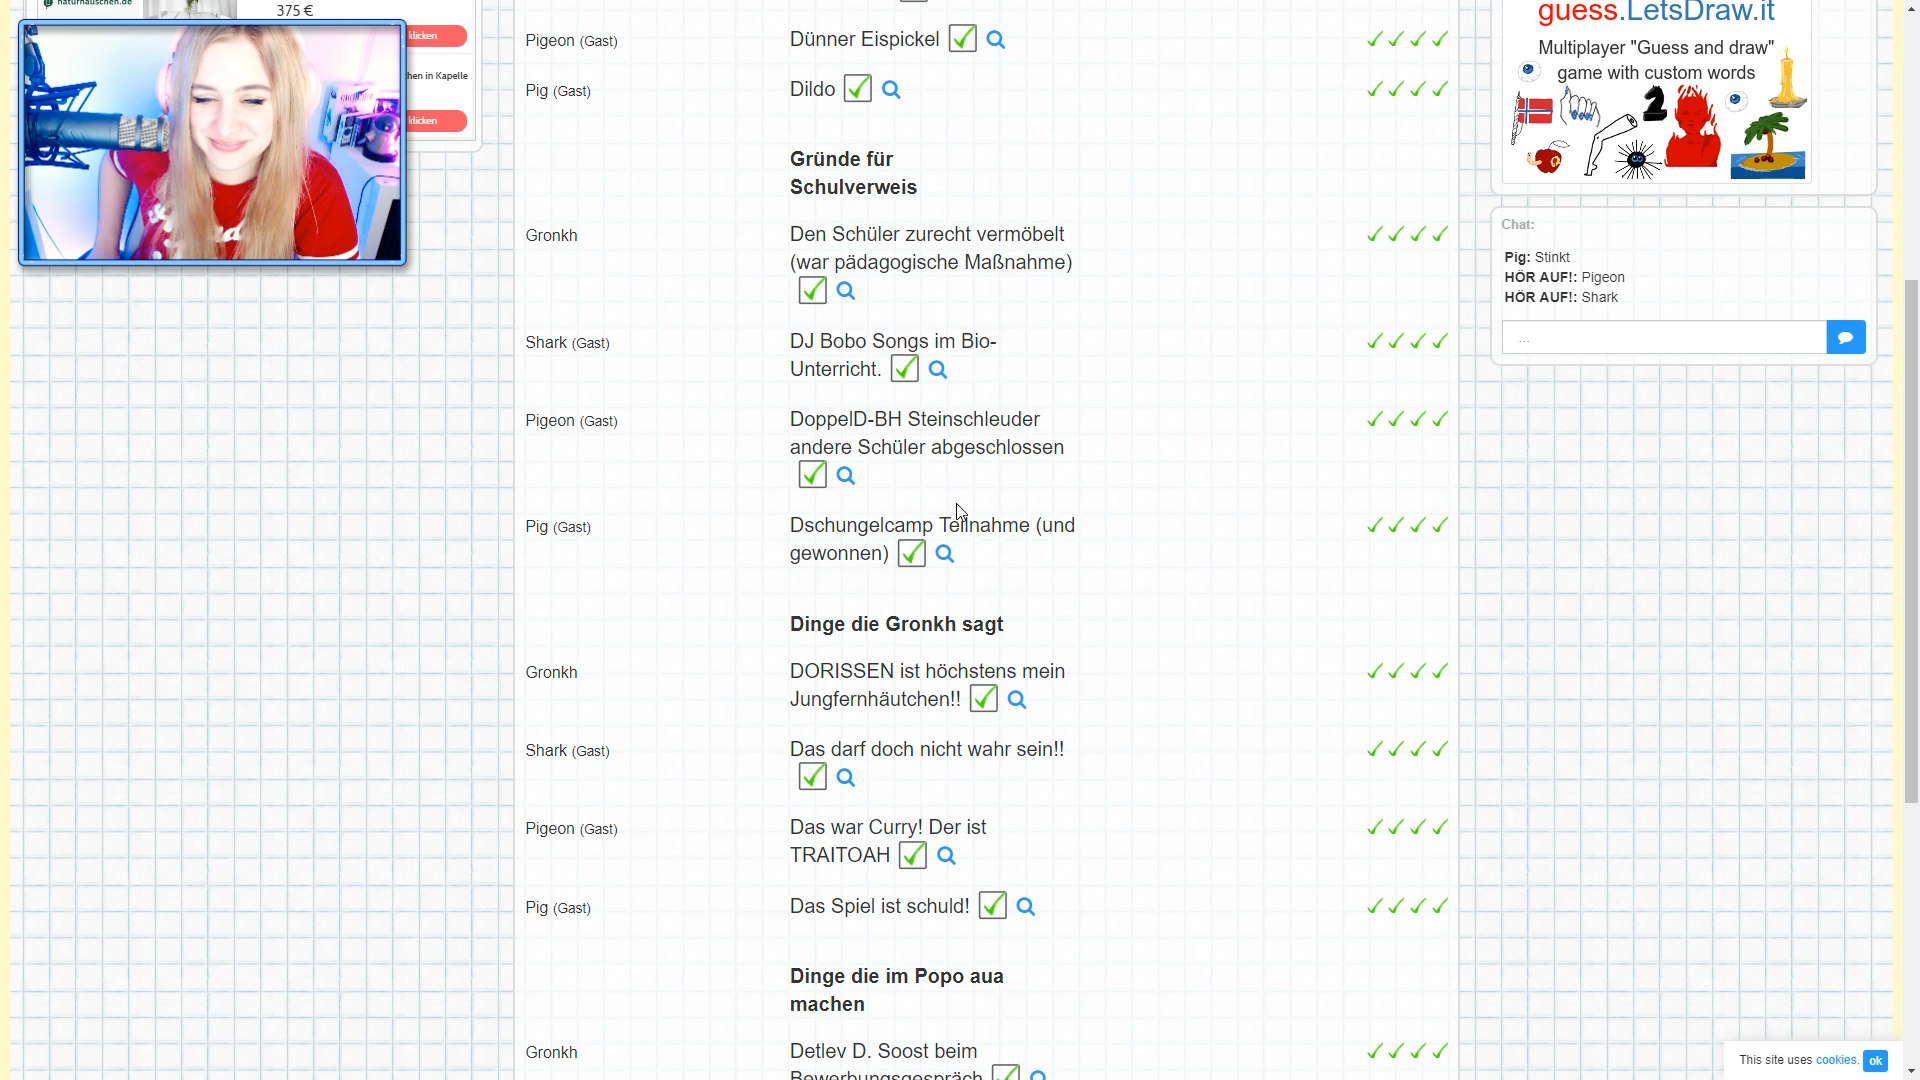 naturhäuschen.de
375 €
klicken
hen in Kapelle
klicken
Pigeon (Gast)
Dünner Eispickel
Pig (Gast)
Dildo
Gründe für
Schulverweis
Gronkh
Den Schüler zurecht vermöbelt
(war pädagogische Maßnahme)
Shark (Gast)
DJ Bobo Songs im Bio-
Unterricht.
Pigeon (Gast)
DoppelD-BH Steinschleuder
andere Schüler abgeschlossen
Pig (Gast)
Dschungelcamp Teilnahme (und
gewonnen)
Dinge die Gronkh sagt
Gronkh
DORISSEN ist höchstens mein
Jungfernhäutchen!!
Shark (Gast)
Das darf doch nicht wahr sein!!
Pigeon (Gast)
Das war Curry! Der ist
TRAITOAH
Pig (Gast)
Das Spiel ist schuld!
Dinge die im Popo aua
machen
Gronkh
Detlev D. Soost beim
Bewerbungsgespräch
guess.LetsDraw.it
Multiplayer "Guess and draw"
game with custom words
Chat:
Pig: Stinkt
HÖR AUF!: Pigeon
HÖR AUF!: Shark
...
This site uses cookies. ok